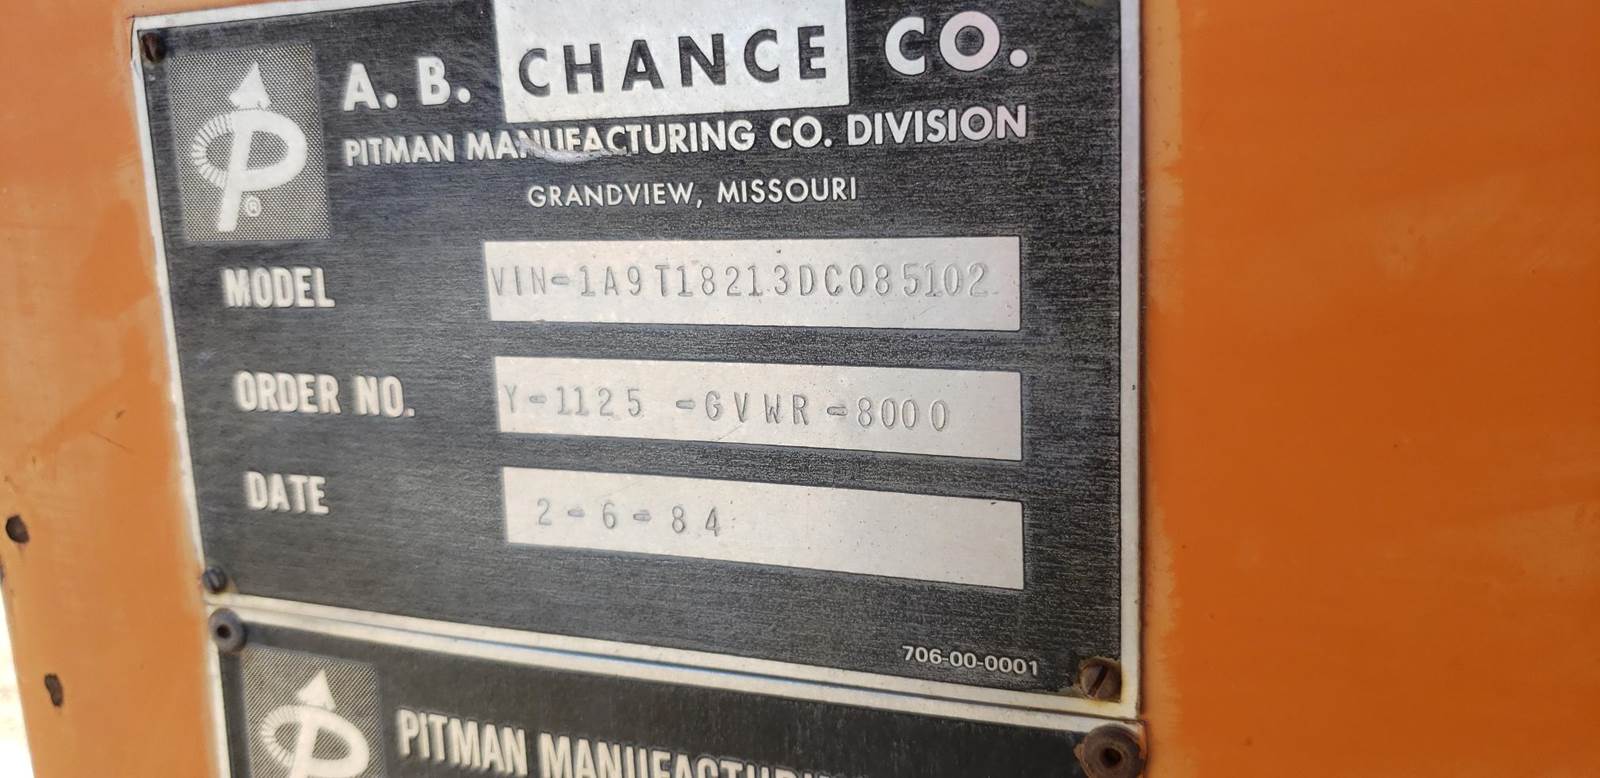 A. B. CHANCE CO.
PITMAN MANUFACTURING CO. DIVISION
GRANDVIEW, MISSOURI
P®
MODEL VIN-1A9T18213DC085102
ORDER NO. Y-1125 -GVWR-8000
DATE 2-6-84
706-00-0001
P
PITMAN